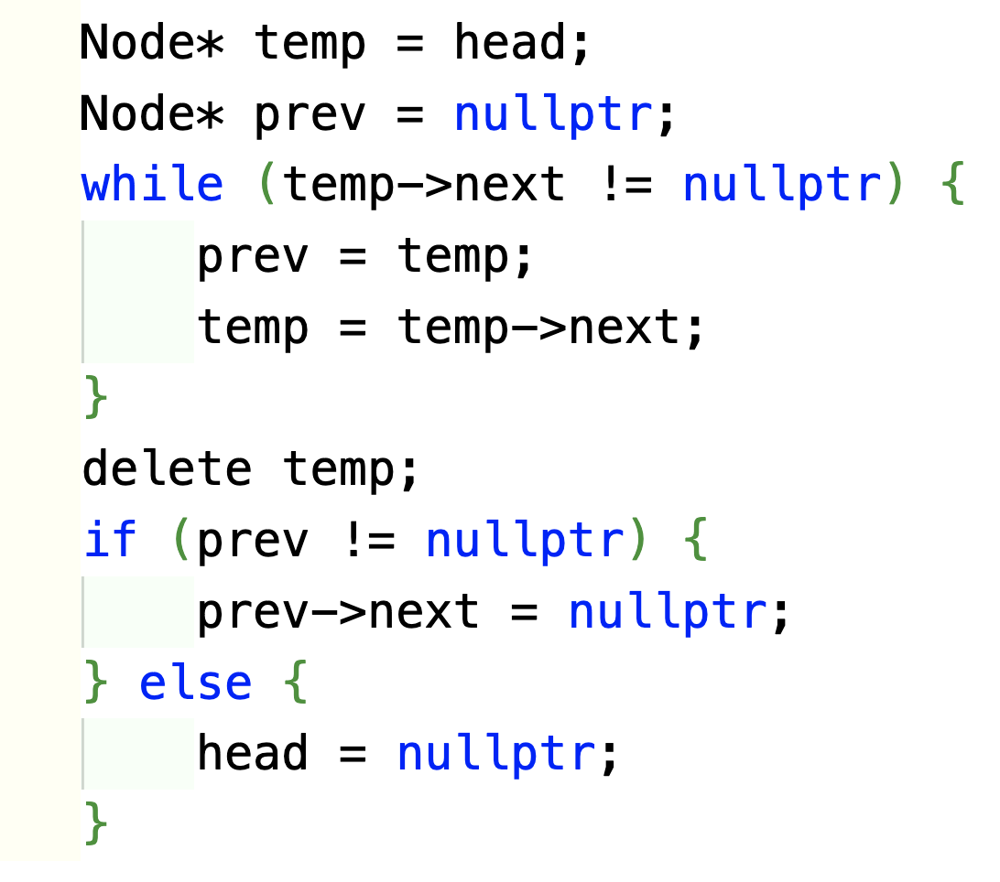 Node* temp = head;
Node* prev = nullptr;
while (temp->next != nullptr) {
    prev = temp;
    temp = temp->next;
}
delete temp;
if (prev != nullptr) {
    prev->next = nullptr;
} else {
    head = nullptr;
}